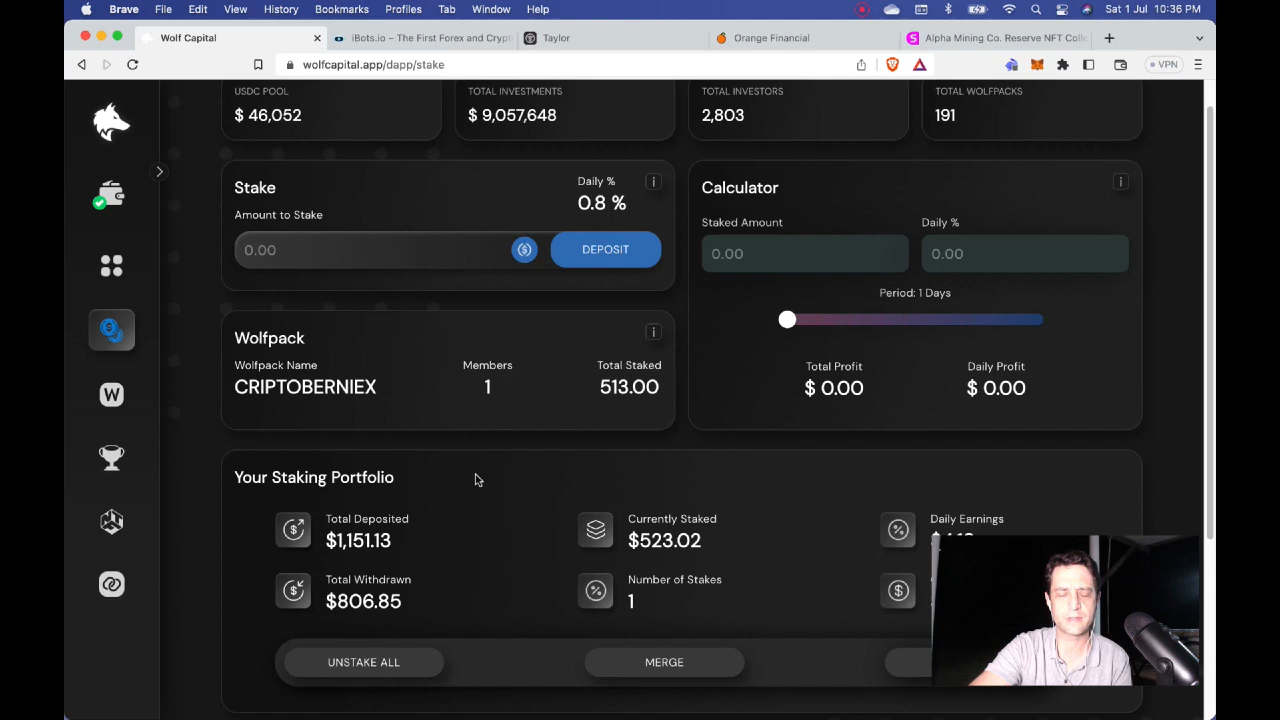 Brave File Edit View History Bookmarks Profiles Tab Window Help Sat 1 Jul 10:36 PM
Wolf Capital iBots.io – The First Forex and Crypt Taylor Orange Financial Alpha Mining Co. Reserve NFT Coll
wolfcapital.app/dapp/stake VPN
USDC POOL TOTAL INVESTMENTS TOTAL INVESTORS TOTAL WOLFPACKS
$ 46,052 $ 9,057,648 2,803 191
Stake
Daily %
0.8 %
Amount to Stake
0.00 DEPOSIT
Calculator
Staked Amount Daily %
0.00 0.00
Period: 1 Days
Total Profit Daily Profit
$ 0.00 $ 0.00
Wolfpack
Wolfpack Name Members Total Staked
CRIPTOBERNIEX 1 513.00
W
Your Staking Portfolio
Total Deposited Currently Staked Daily Earnings
$1,151.13 $523.02
Total Withdrawn Number of Stakes
$806.85 1
UNSTAKE ALL MERGE